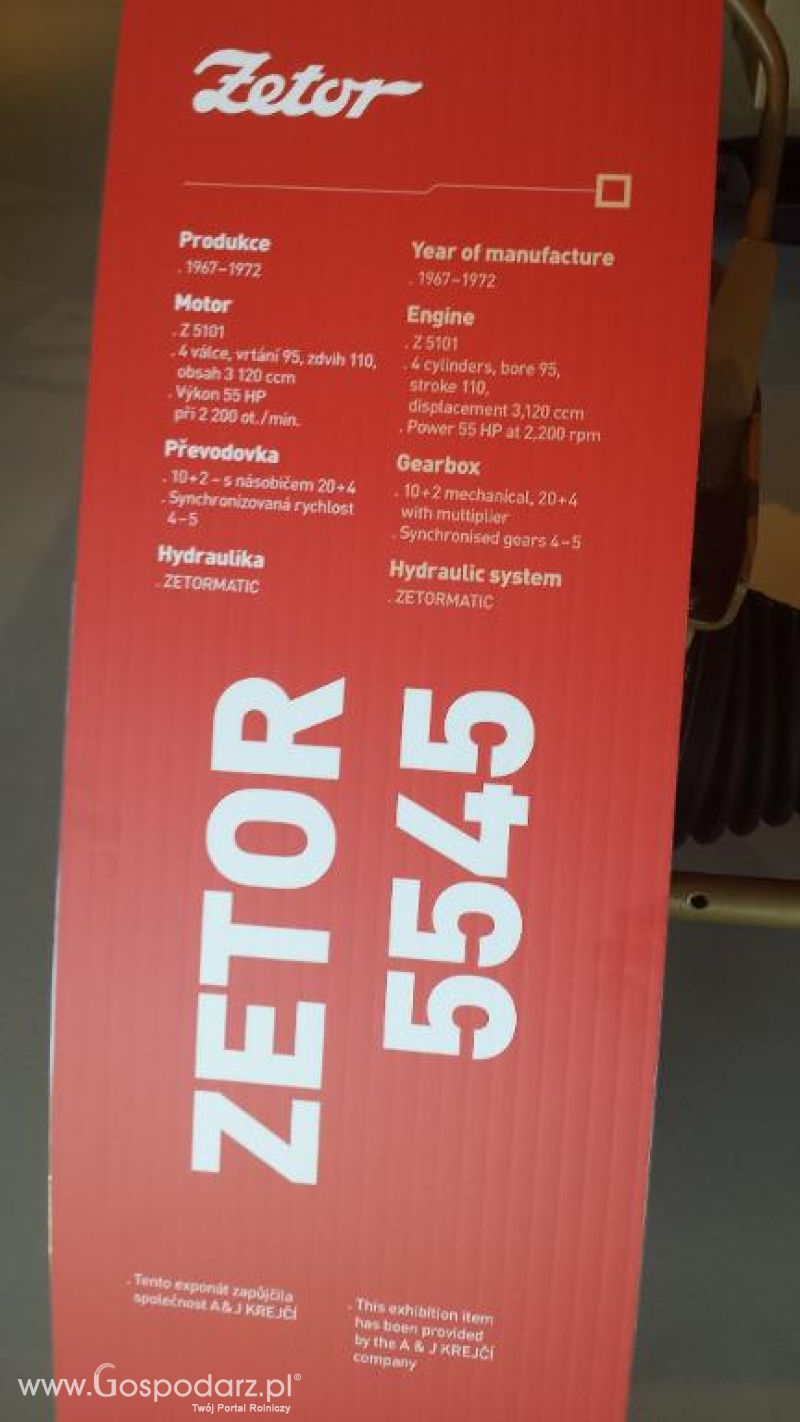 Zetor
Produkce
. 1967–1972
Motor
. Z 5101
. 4 válce, vrtání 95, zdvih 110,
obsah 3 120 ccm
. Výkon 55 HP
při 2 200 ot./min.
Převodovka
. 10+2 – s násobičem 20+4
. Synchronizovaná rychlost
4–5
Hydraulika
. ZETORMATIC
Year of manufacture
. 1967–1972
Engine
. Z 5101
. 4 cylinders, bore 95,
stroke 110,
displacement 3,120 ccm
. Power 55 HP at 2,200 rpm
Gearbox
. 10+2 mechanical, 20+4
with multiplier
. Synchronised gears 4–5
Hydraulic system
. ZETORMATIC
ZETOR
5545
. Tento exponát zapůjčila
společnost A & J KREJČÍ
. This exhibition item
has been provided
by the A & J KREJČÍ
company
www.Gospodarz.pl®
Twój Portal Rolniczy